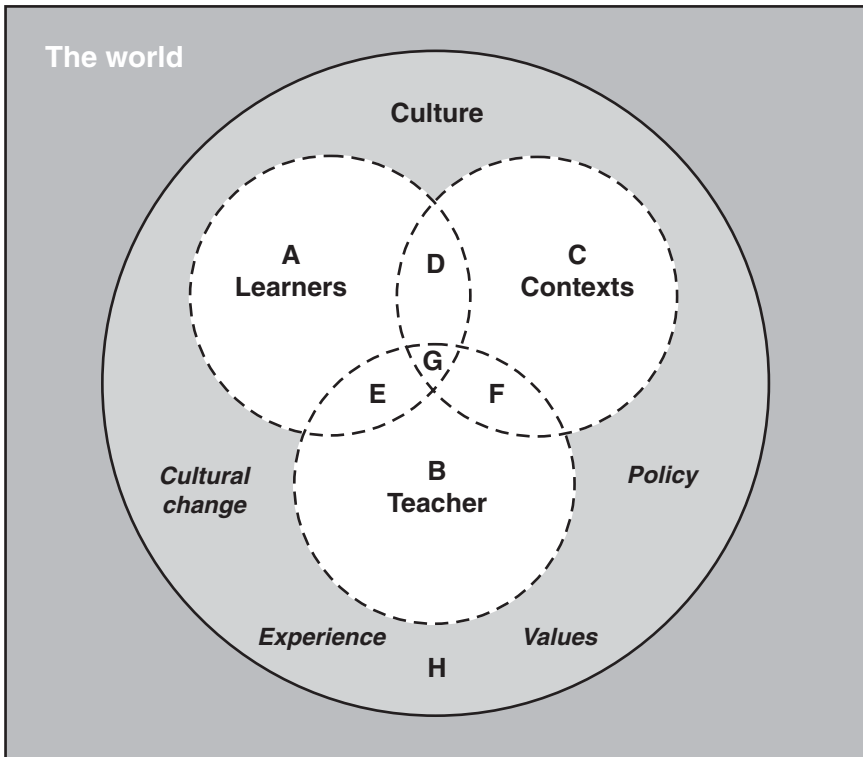 The world
Culture
A
Learners
D
C
Contexts
G
E
F
B
Teacher
Cultural
change
Policy
Experience
Values
H